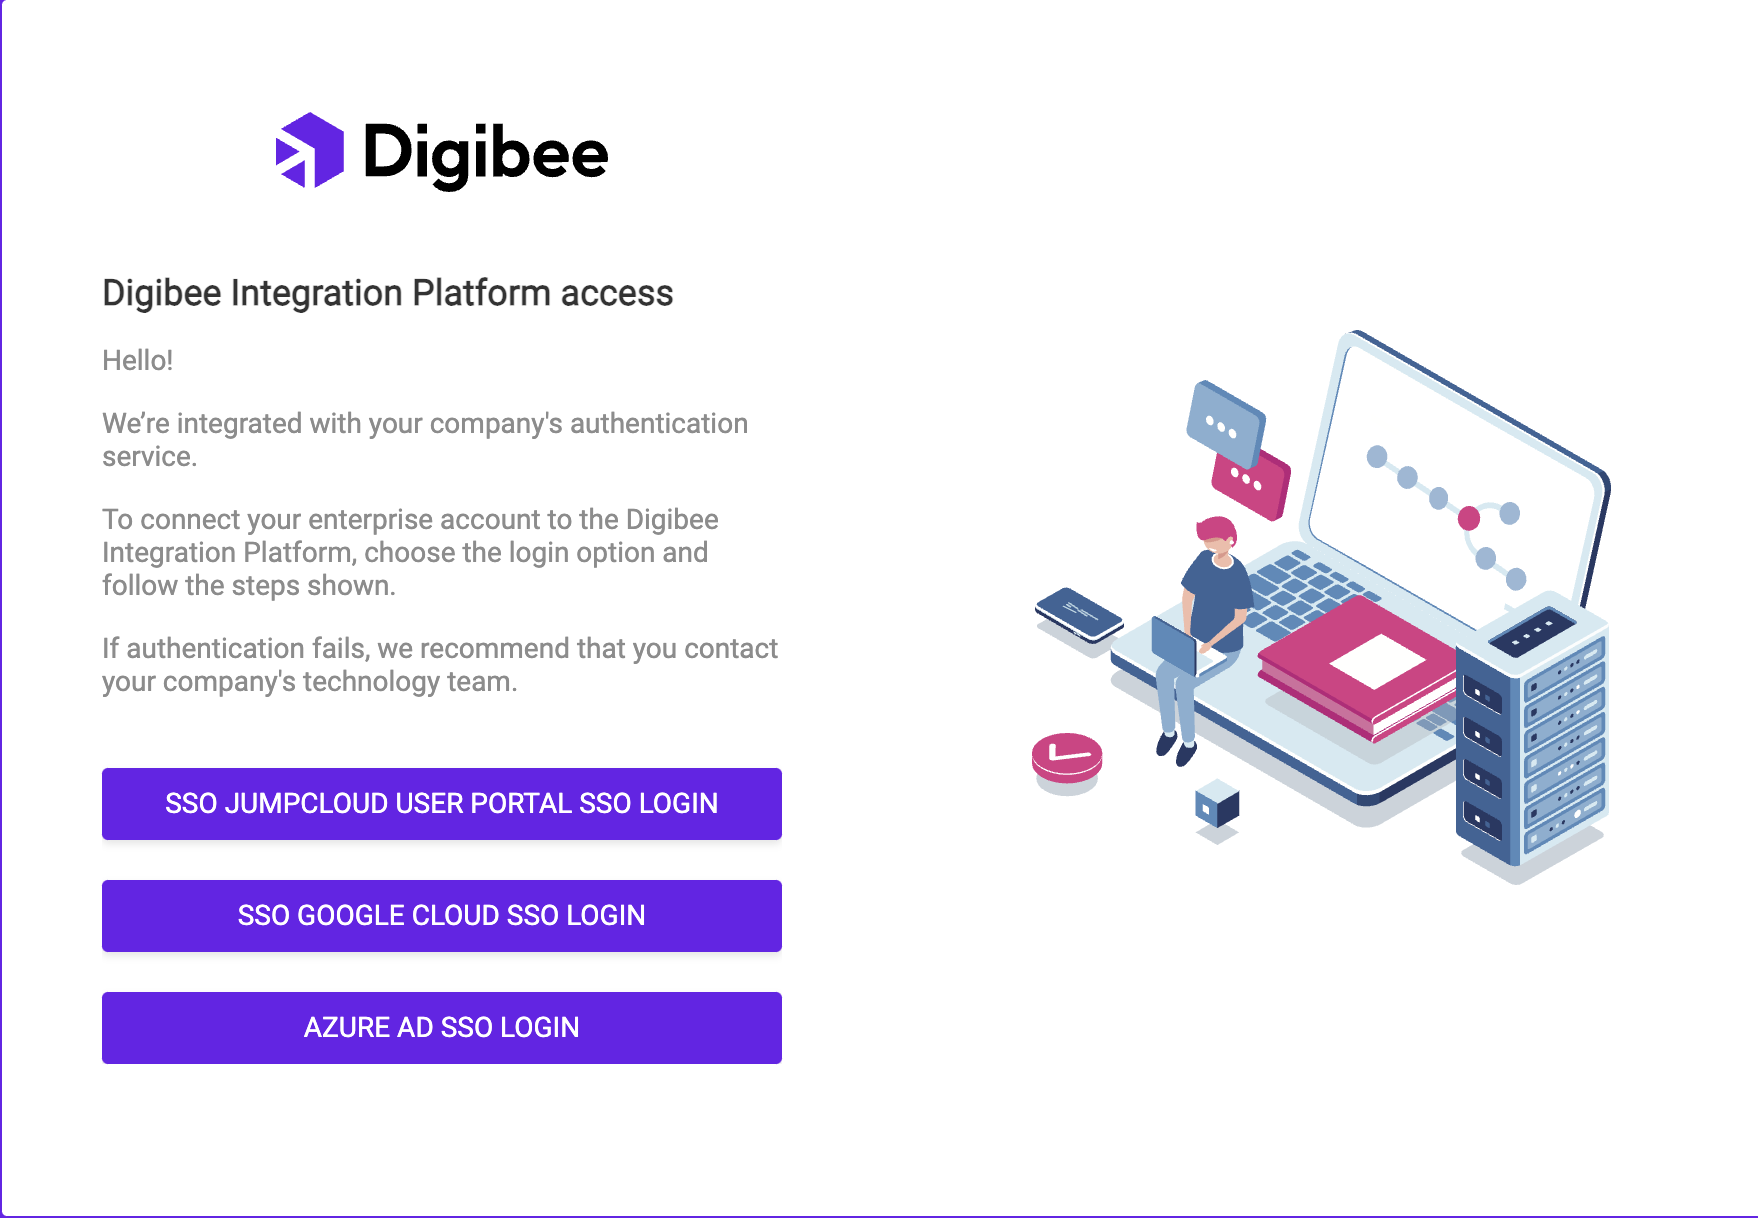 Digibee
Digibee Integration Platform access
Hello!
We’re integrated with your company's authentication
service.
To connect your enterprise account to the Digibee
Integration Platform, choose the login option and
follow the steps shown.
If authentication fails, we recommend that you contact
your company's technology team.
SSO JUMPCLOUD USER PORTAL SSO LOGIN
SSO GOOGLE CLOUD SSO LOGIN
AZURE AD SSO LOGIN